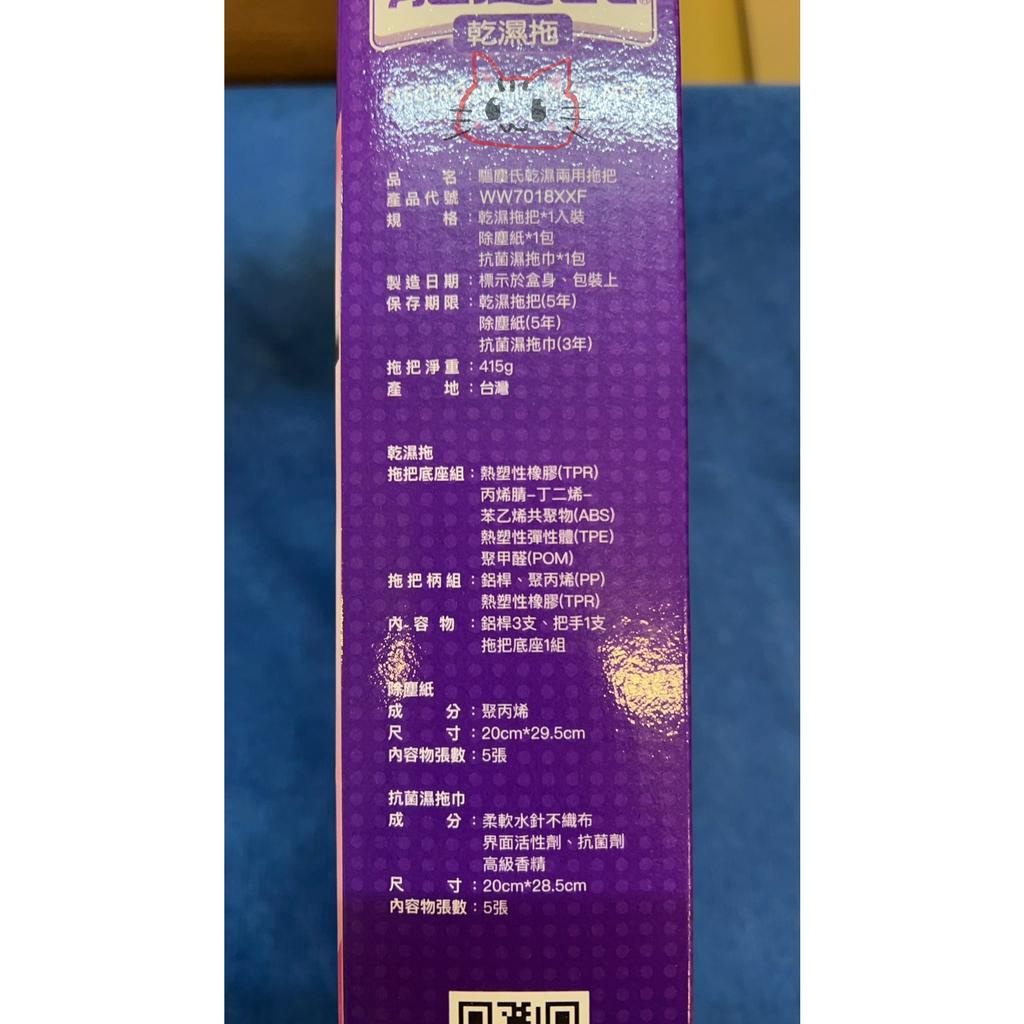 乾濕拖
品　　名：驅塵氏乾濕兩用拖把
產品代號：WW7018XXF
規　　格：乾濕拖把*1入裝
除塵紙*1包
抗菌濕拖巾*1包
製造日期：標示於盒身、包裝上
保存期限：乾濕拖把(5年)
除塵紙(5年)
抗菌濕拖巾(3年)
拖把淨重：415g
產　　地：台灣
乾濕拖
拖把底座組：熱塑性橡膠(TPR)
丙烯腈-丁二烯-
苯乙烯共聚物(ABS)
熱塑性彈性體(TPE)
聚甲醛(POM)
拖把柄組：鋁桿、聚丙烯(PP)
熱塑性橡膠(TPR)
內容物：鋁桿3支、把手1支
拖把底座1組
除塵紙
成　　分：聚丙烯
尺　　寸：20cm*29.5cm
內容物張數：5張
抗菌濕拖巾
成　　分：柔軟水針不織布
界面活性劑、抗菌劑
高級香精
尺　　寸：20cm*28.5cm
內容物張數：5張